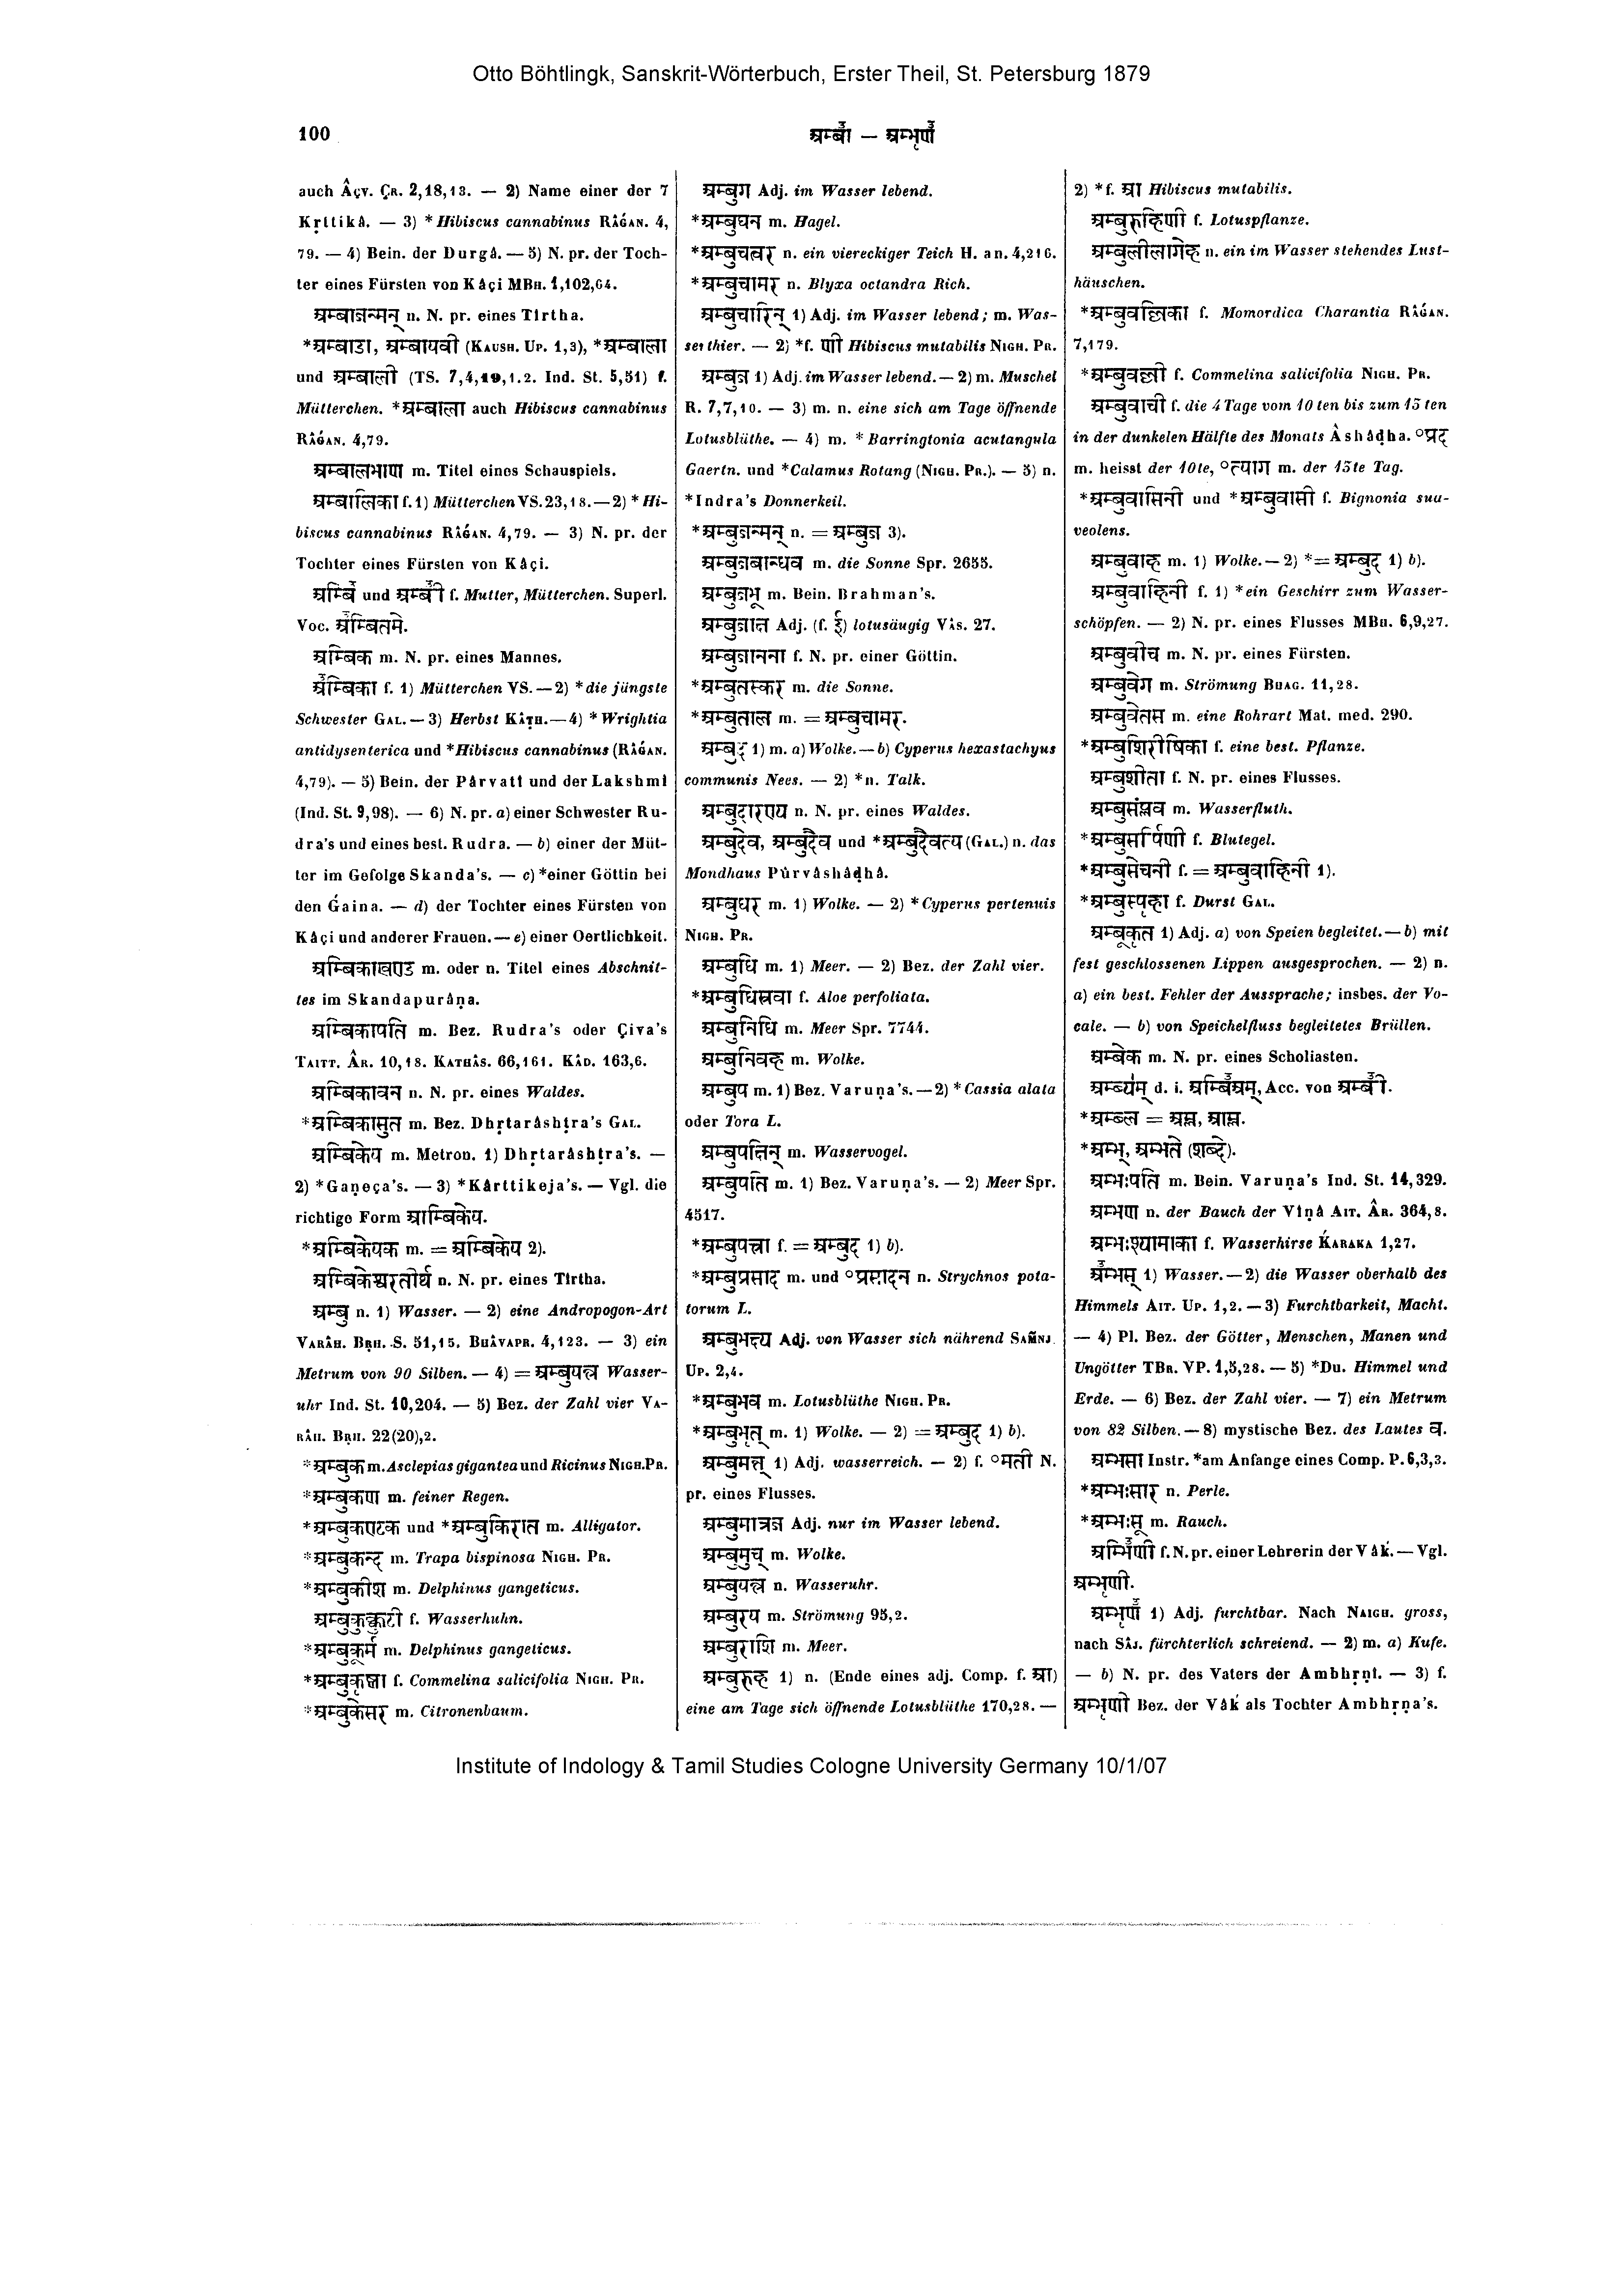 Otto Böhtlingk, Sanskrit-Wörterbuch, Erster Theil, St. Petersburg 1879
100
अम्बा — अम्भृण
auch Âçv. Çr. 2,18,13. — 2) Name einer der 7
Kṛttikâ. — 3) *Hibiscus cannabinus Râǵan. 4,
79. — 4) Bein. der Durgâ. — 5) N. pr. der Toch-
ter eines Fürsten von Kâçi MBh. 1,102,64.
अम्बाजन्मन् n. N. pr. eines Tîrtha.
*अम्बाडा, अम्बायवी (Kaush. Up. 1,3), *अम्बाला
und अम्बाली (TS. 7,4,19,1.2. Ind. St. 5,51) f.
Mütterchen. *अम्बाला auch Hibiscus cannabinus
Râǵan. 4,79.
अम्बालभाण m. Titel eines Schauspiels.
अम्बालिका f. 1) Mütterchen VS. 23,18. — 2) *Hi-
biscus cannabinus Râǵan. 4,79. — 3) N. pr. der
Tochter eines Fürsten von Kâçi.
अम्बि und अम्बी f. Mutter, Mütterchen. Superl.
Voc. अम्बितमे.
अम्बिक m. N. pr. eines Mannes.
अम्बिका f. 1) Mütterchen VS. — 2) *die jüngste
Schwester Gal. — 3) Herbst Kâṭh. — 4) *Wrightia
antidysenterica und *Hibiscus cannabinus (Râǵan.
4,79). — 5) Bein. der Pârvatî und der Lakshmî
(Ind. St. 9,98). — 6) N. pr. a) einer Schwester Ru-
dra's und eines best. Rudra. — b) einer der Müt-
ter im Gefolge Skanda's. — c) *einer Göttin bei
den Ǵaina. — d) der Tochter eines Fürsten von
Kâçi und anderer Frauen. — e) einer Oertlichkeit.
अम्बिकाखण्ड m. oder n. Titel eines Abschnit-
tes im Skandapurâṇa.
अम्बिकापति m. Bez. Rudra's oder Çiva's
Taitt. Âr. 10,18. Kathâs. 66,161. Kâd. 163,6.
अम्बिकावन n. N. pr. eines Waldes.
*अम्बिकासुत m. Bez. Dhṛtarâshṭra's Gal.
अम्बिकेय m. Metron. 1) Dhṛtarâshṭra's. —
2) *Gaṇeça's. — 3) *Kârttikeja's. — Vgl. die
richtige Form आम्बिकेय.
*अम्बिकेयक m. = अम्बिकेय 2).
अम्बिकेश्वरतीर्थ n. N. pr. eines Tîrtha.
अम्बु n. 1) Wasser. — 2) eine Andropogon-Art
Varâh. Bṛh. S. 51,15. Bhâvapr. 4,123. — 3) ein
Metrum von 90 Silben. — 4) = अम्बुयन्त्र Wasser-
uhr Ind. St. 10,204. — 5) Bez. der Zahl vier Va-
râh. Bṛh. 22(20),2.
*अम्बुक m. Asclepias gigantea und Ricinus Nigh. Pr.
*अम्बुकण m. feiner Regen.
*अम्बुकण्टक und *अम्बुकिरात m. Alligator.
*अम्बुकन्द m. Trapa bispinosa Nigh. Pr.
*अम्बुकीश m. Delphinus gangeticus.
अम्बुकुक्कुटी f. Wasserhuhn.
*अम्बुकूर्म m. Delphinus gangeticus.
*अम्बुकृष्णा f. Commelina salicifolia Nigh. Pr.
*अम्बुकेसर m. Citronenbaum.
अम्बुग Adj. im Wasser lebend.
*अम्बुघन m. Hagel.
*अम्बुचत्वर n. ein viereckiger Teich H. an. 4,216.
*अम्बुचामर n. Blyxa octandra Rich.
अम्बुचारिन् 1) Adj. im Wasser lebend; m. Was-
serthier. — 2) *f. णी Hibiscus mutabilis Nigh. Pr.
अम्बुज 1) Adj. im Wasser lebend. — 2) m. Muschel
R. 7,7,10. — 3) m. n. eine sich am Tage öffnende
Lotusblüthe. — 4) m. *Barringtonia acutangula
Gaertn. und *Calamus Rotang (Nigh. Pr.). — 5) n.
*Indra's Donnerkeil.
*अम्बुजन्मन् n. = अम्बुज 3).
अम्बुजबान्धव m. die Sonne Spr. 2655.
अम्बुजभू m. Bein. Brahman's.
अम्बुजात Adj. (f. ई) lotusäugig Vâs. 27.
अम्बुजानना f. N. pr. einer Göttin.
*अम्बुतस्कर m. die Sonne.
*अम्बुताल m. = अम्बुचामर.
अम्बुद 1) m. a) Wolke. — b) Cyperus hexastachyus
communis Nees. — 2) *n. Talk.
अम्बुदारण्य n. N. pr. eines Waldes.
अम्बुदेव, अम्बुदैव und *अम्बुदैवत्य (Gal.) n. das
Mondhaus Pûrvâshâḍhâ.
अम्बुधर m. 1) Wolke. — 2) *Cyperus pertenuis
Nigh. Pr.
अम्बुधि m. 1) Meer. — 2) Bez. der Zahl vier.
*अम्बुधिस्रवा f. Aloe perfoliata.
अम्बुनिधि m. Meer Spr. 7744.
अम्बुनिवह m. Wolke.
अम्बुप m. 1) Bez. Varuṇa's. — 2) *Cassia alata
oder Tora L.
अम्बुपक्षिन् m. Wasservogel.
अम्बुपति m. 1) Bez. Varuṇa's. — 2) Meer Spr.
4517.
*अम्बुपत्त्रा f. = अम्बुद 1) b).
*अम्बुप्रसाद m. und °प्रसादन n. Strychnos pota-
torum L.
अम्बुभक्ष्य Adj. von Wasser sich nährend Saṁnj.
Up. 2,4.
*अम्बुभव m. Lotusblüthe Nigh. Pr.
*अम्बुभृत् m. 1) Wolke. — 2) = अम्बुद 1) b).
अम्बुमत्त् 1) Adj. wasserreich. — 2) f. °मती N.
pr. eines Flusses.
अम्बुमात्रज Adj. nur im Wasser lebend.
अम्बुमुच् m. Wolke.
अम्बुयन्त्र n. Wasseruhr.
अम्बुरय m. Strömung 95,2.
अम्बुराशि m. Meer.
अम्बुरुह 1) n. (Ende eines adj. Comp. f. आ)
eine am Tage sich öffnende Lotusblüthe 170,28. —
2) *f. आ Hibiscus mutabilis.
अम्बुरुहिणी f. Lotuspflanze.
अम्बुलीलागेह n. ein im Wasser stehendes Lust-
häuschen.
*अम्बुवल्लिका f. Momordica Charantia Râǵan.
7,179.
*अम्बुवल्ली f. Commelina salicifolia Nigh. Pr.
अम्बुवाची f. die 4 Tage vom 10ten bis zum 13ten
in der dunkelen Hälfte des Monats Âshâḍha. °प्रद
m. heisst der 10te, °त्याग m. der 13te Tag.
*अम्बुवासिनी und *अम्बुवासी f. Bignonia sua-
veolens.
अम्बुवाह m. 1) Wolke. — 2) *= अम्बुद 1) b).
अम्बुवाहिनी f. 1) *ein Geschirr zum Wasser-
schöpfen. — 2) N. pr. eines Flusses MBh. 6,9,27.
अम्बुवीच m. N. pr. eines Fürsten.
अम्बुवेग m. Strömung Bhag. 11,28.
अम्बुवेतस m. eine Rohrart Mat. med. 290.
*अम्बुशिरीषिका f. eine best. Pflanze.
अम्बुशीता f. N. pr. eines Flusses.
अम्बुसंप्लव m. Wasserfluth.
*अम्बुसर्पिणी f. Blutegel.
*अम्बुसेचनी f. = अम्बुवाहिनी 1).
*अम्बुस्पृहा f. Durst Gal.
अम्बूकृत 1) Adj. a) von Speien begleitet. — b) mit
fest geschlossenen Lippen ausgesprochen. — 2) n.
a) ein best. Fehler der Aussprache; insbes. der Vo-
cale. — b) von Speichelfluss begleitetes Brüllen.
अम्बेक m. N. pr. eines Scholiasten.
अम्ब्यम् d. i. अम्बिअम्, Acc. von अम्बी.
*अम्ब्ल = अम्ल, आम्ल.
*अम्भ्, अम्भते (शब्दे).
अम्भःपति m. Bein. Varuṇa's Ind. St. 14,329.
अम्भण n. der Bauch der Vîṇâ Ait. Âr. 364,8.
अम्भःश्यामाका f. Wasserhirse Ḱaraka 1,27.
अम्भस् 1) Wasser. — 2) die Wasser oberhalb des
Himmels Ait. Up. 1,2. — 3) Furchtbarkeit, Macht.
— 4) Pl. Bez. der Götter, Menschen, Manen und
Ungötter TBr. VP. 1,5,28. — 5) *Du. Himmel und
Erde. — 6) Bez. der Zahl vier. — 7) ein Metrum
von 82 Silben. — 8) mystische Bez. des Lautes व्.
अम्भसा Instr. *am Anfange eines Comp. P. 6,3,3.
*अम्भःसार n. Perle.
*अम्भःसू m. Rauch.
अम्भिणी f. N. pr. einer Lehrerin der Vâḱ. — Vgl.
अम्भृणी.
अम्भृण 1) Adj. furchtbar. Nach Naigh. gross,
nach Sâj. fürchterlich schreiend. — 2) m. a) Kufe.
— b) N. pr. des Vaters der Ambhṛṇî. — 3) f.
अम्भृणी Bez. der Vâḱ als Tochter Ambhṛṇa's.
Institute of Indology & Tamil Studies Cologne University Germany 10/1/07